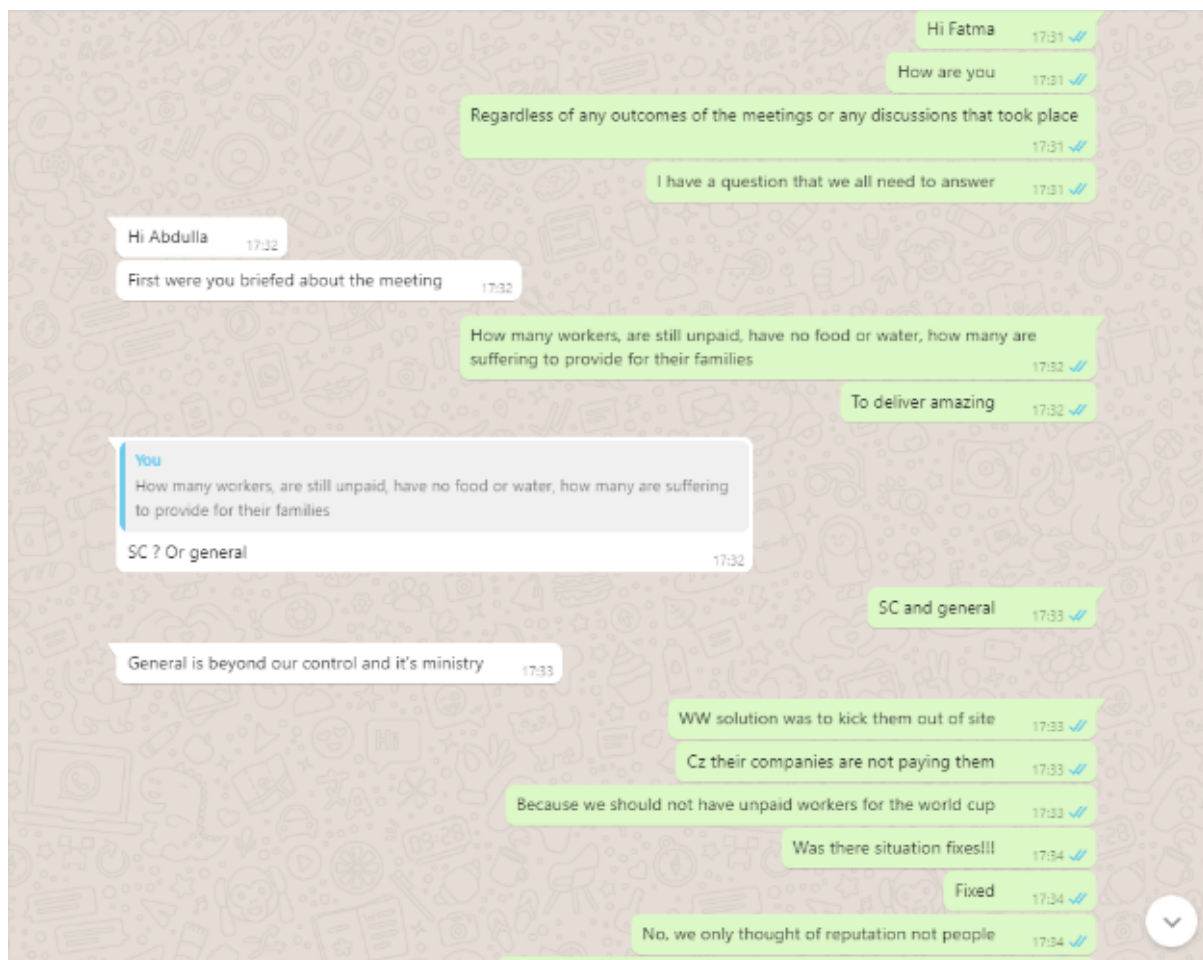 Hi Fatma 17:31
How are you 17:31
Regardless of any outcomes of the meetings or any discussions that took place
17:31
I have a question that we all need to answer 17:31
Hi Abdulla 17:32
First were you briefed about the meeting 17:32
How many workers, are still unpaid, have no food or water, how many are
suffering to provide for their families 17:32
To deliver amazing 17:32
You
How many workers, are still unpaid, have no food or water, how many are suffering
to provide for their families
SC ? Or general 17:32
SC and general 17:33
General is beyond our control and it's ministry 17:33
WW solution was to kick them out of site 17:33
Cz their companies are not paying them 17:33
Because we should not have unpaid workers for the world cup 17:33
Was there situation fixes!!! 17:34
Fixed 17:34
No, we only thought of reputation not people 17:34